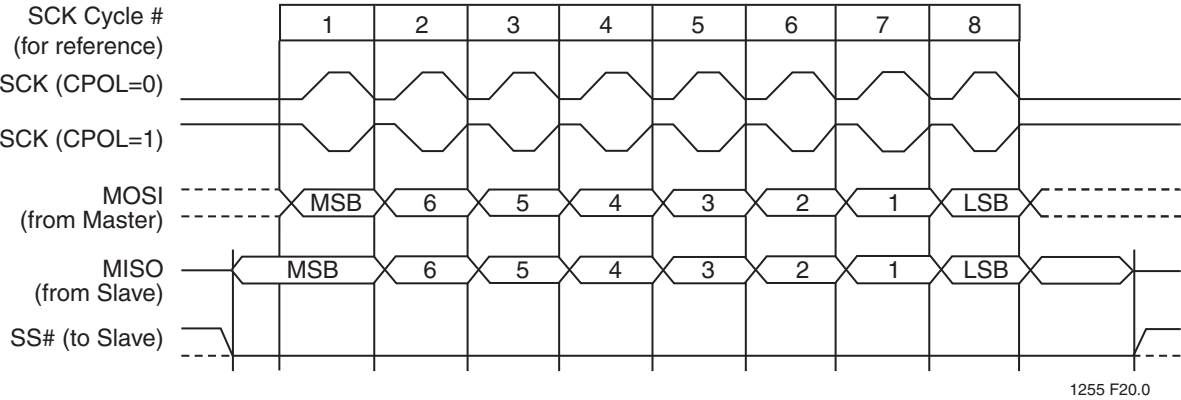 SCK Cycle #
(for reference)
1 2 3 4 5 6 7 8
SCK (CPOL=0)
SCK (CPOL=1)
MOSI
(from Master)
MSB 6 5 4 3 2 1 LSB
MISO
(from Slave)
MSB 6 5 4 3 2 1 LSB
SS# (to Slave)
1255 F20.0